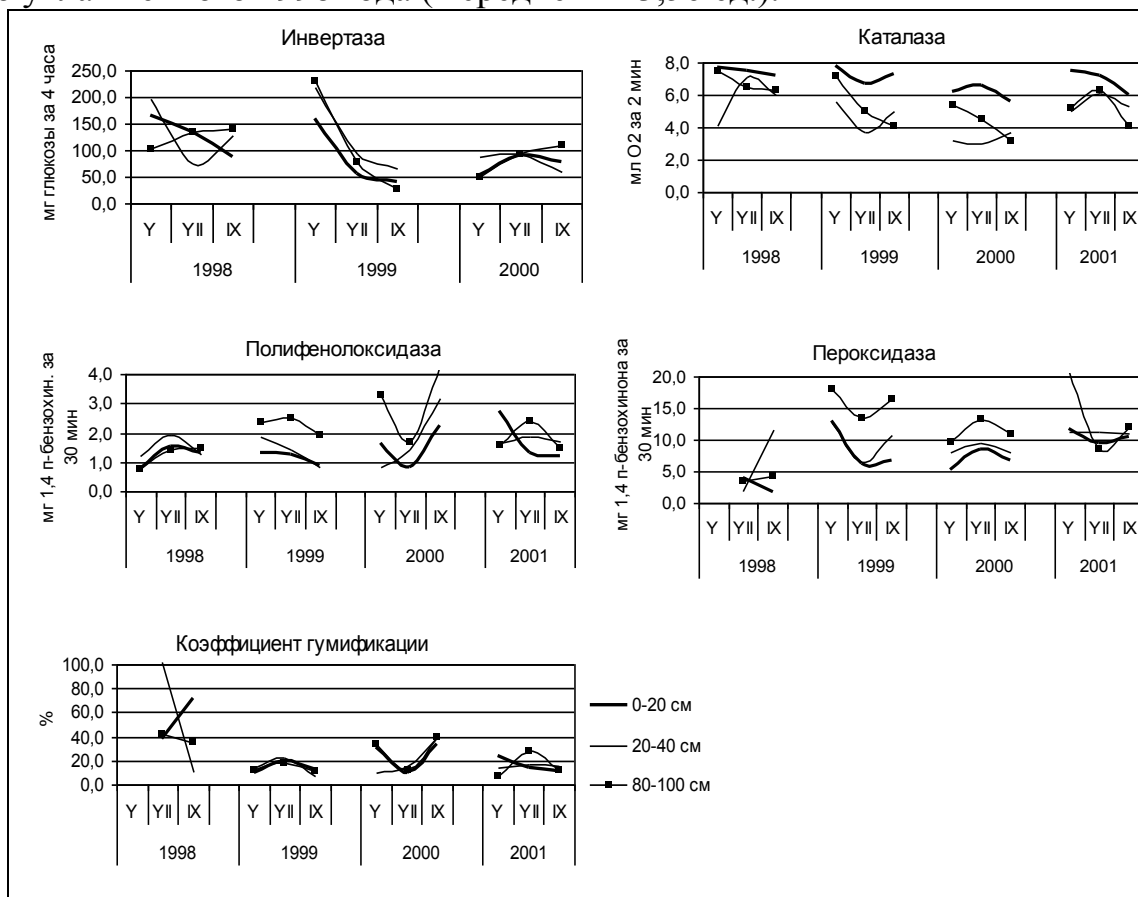 Инвертаза
мг глюкозы за 4 часа
250,0
200,0
150,0
100,0
50,0
0,0
Y YII IX Y YII IX Y YII IX
1998 1999 2000
Каталаза
мл О2 за 2 мин
8,0
6,0
4,0
2,0
0,0
Y YII IX Y YII IX Y YII IX Y YII IX
1998 1999 2000 2001
Полифенолоксидаза
мг 1,4 п-бензохин. за
30 мин
4,0
3,0
2,0
1,0
0,0
Y YII IX Y YII IX Y YII IX Y YII IX
1998 1999 2000 2001
Пероксидаза
мг 1,4 п-бензохинона за
30 мин
20,0
15,0
10,0
5,0
0,0
Y YII IX Y YII IX Y YII IX Y YII IX
1998 1999 2000 2001
Коэффициент гумификации
%
100,0
80,0
60,0
40,0
20,0
0,0
Y YII IX Y YII IX Y YII IX Y YII IX
1998 1999 2000 2001
0-20 см
20-40 см
80-100 см